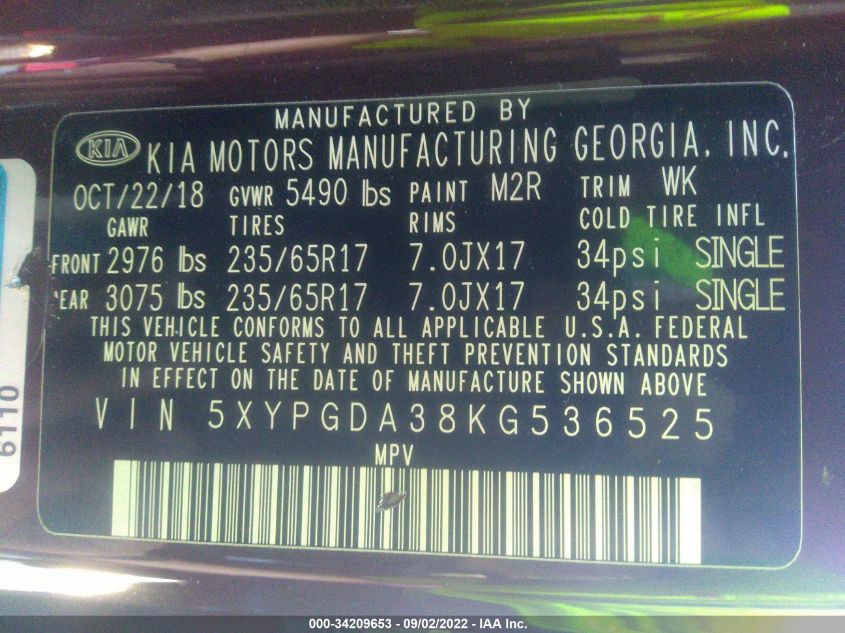 MANUFACTURED BY
KIA KIA MOTORS MANUFACTURING GEORGIA, INC.
OCT/22/18 GVWR 5490 lbs PAINT M2R TRIM WK
GAWR TIRES RIMS COLD TIRE INFL
FRONT 2976 lbs 235/65R17 7.0JX17 34psi SINGLE
REAR 3075 lbs 235/65R17 7.0JX17 34psi SINGLE
THIS VEHICLE CONFORMS TO ALL APPLICABLE U.S.A. FEDERAL
MOTOR VEHICLE SAFETY AND THEFT PREVENTION STANDARDS
IN EFFECT ON THE DATE OF MANUFACTURE SHOWN ABOVE
VIN 5XYPGDA38KG536525
MPV
6110
000-34209653 - 09/02/2022 - IAA Inc.